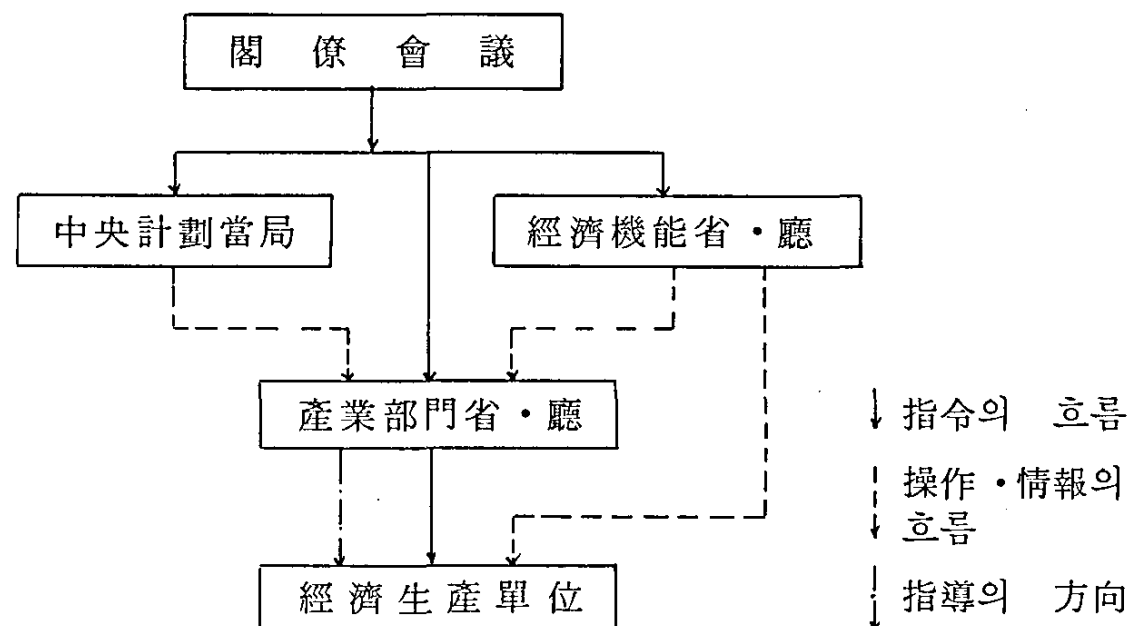 閣僚會議
中央計劃當局
經濟機能省・廳
產業部門省・廳
經濟生產單位
指令의 흐름
操作・情報의
흐름
指導의 方向